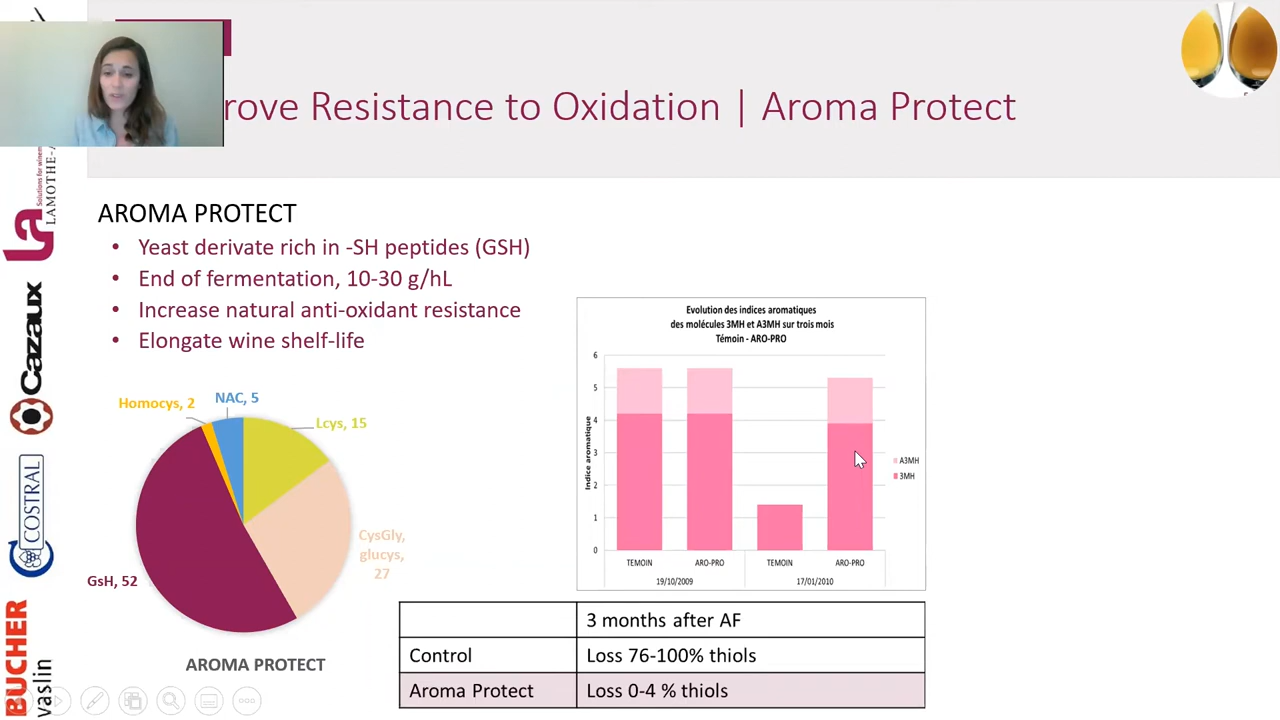 rove Resistance to Oxidation | Aroma Protect
Solutions for winem
LAMOTHE-A
La
Cazaux
COSTRAL
BUCHER
vaslin
AROMA PROTECT
• Yeast derivate rich in -SH peptides (GSH)
• End of fermentation, 10-30 g/hL
• Increase natural anti-oxidant resistance
• Elongate wine shelf-life
Homocys, 2
NAC, 5
Lcys, 15
CysGly,
glucys,
27
GsH, 52
AROMA PROTECT
Evolution des indices aromatiques
des molécules 3MH et A3MH sur trois mois
Témoin - ARO-PRO
Indice aromatique
6
5
4
3
2
1
0
TEMOIN ARO-PRO TEMOIN ARO-PRO
19/10/2009 17/01/2010
A3MH
3MH
3 months after AF
Control Loss 76-100% thiols
Aroma Protect Loss 0-4 % thiols